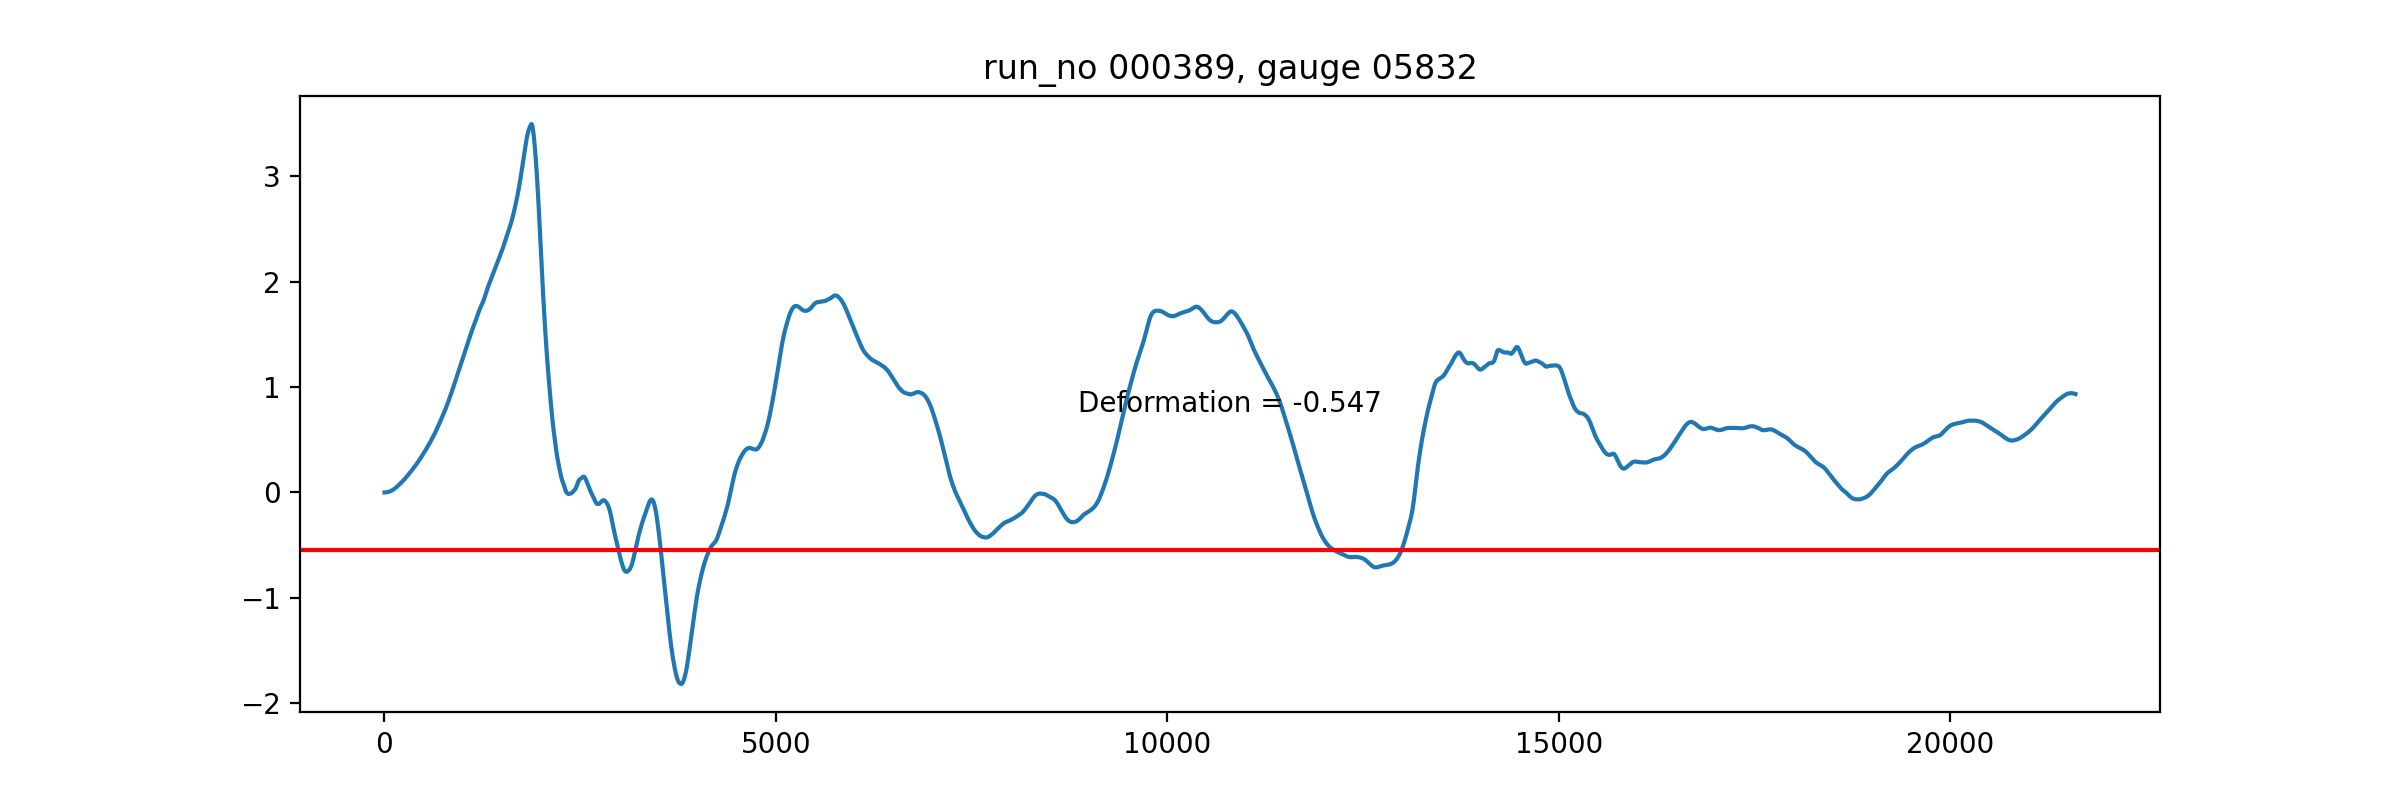 run_no 000389, gauge 05832
3
2
1
0
−1
−2
Deformation = -0.547
0 5000 10000 15000 20000